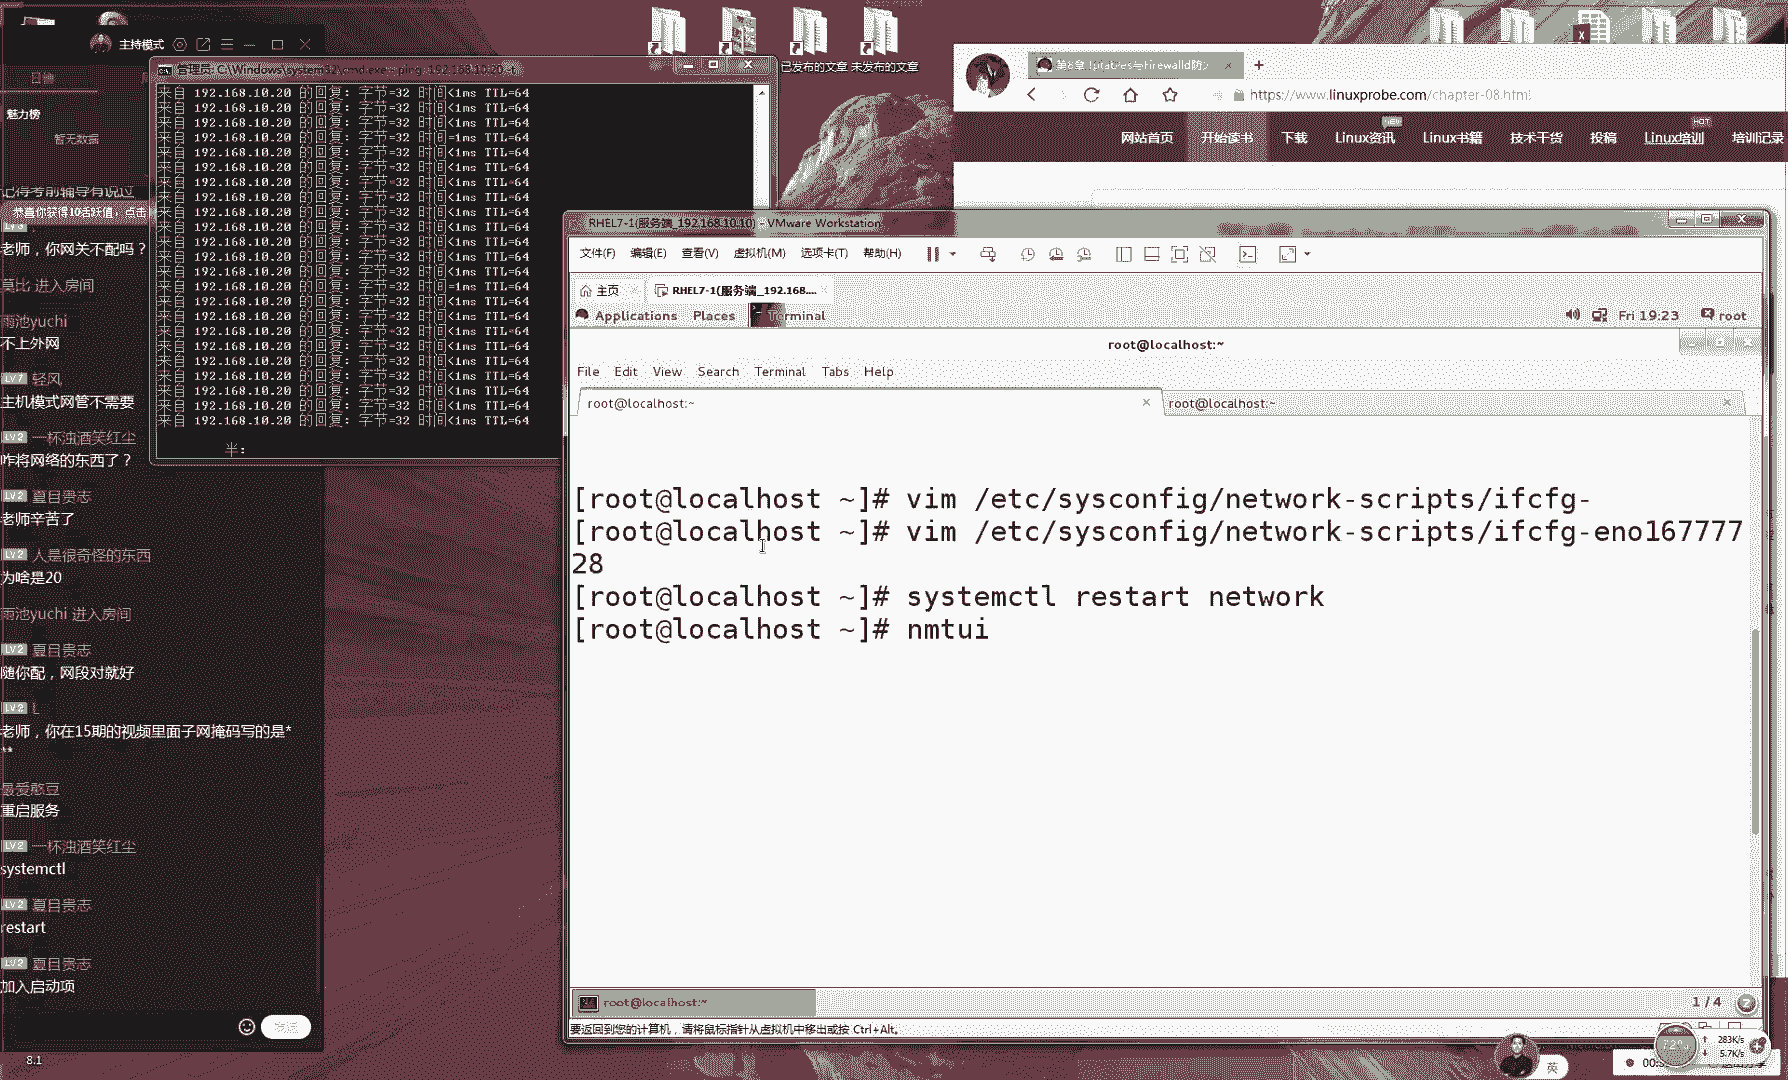 主持模式
日榜
魅力榜
暂无数据
记得考前辅导有说过
恭喜你获得10活跃值，点击
老师，你网关不配吗？
莫比 进入房间
雨池yuchi
不上外网
LV7 轻风
主机模式网管不需要
LV2 一杯浊酒笑红尘
咋将网络的东西了？
LV2 夏目贵志
老师辛苦了
LV2 人是很奇怪的东西
为啥是20
雨池yuchi 进入房间
LV2 夏目贵志
随你配，网段对就好
LV2 L
老师，你在15期的视频里面子网掩码写的是*
**
最爱憨豆
重启服务
LV2 一杯浊酒笑红尘
systemctl
LV2 夏目贵志
restart
LV2 夏目贵志
加入启动项
发送
8.1
管理员: C:\Windows\system32\cmd.exe - ping 192.168.10.20 -t
来自 192.168.10.20 的回复: 字节=32 时间<1ms TTL=64
来自 192.168.10.20 的回复: 字节=32 时间<1ms TTL=64
来自 192.168.10.20 的回复: 字节=32 时间<1ms TTL=64
来自 192.168.10.20 的回复: 字节=32 时间=1ms TTL=64
来自 192.168.10.20 的回复: 字节=32 时间<1ms TTL=64
来自 192.168.10.20 的回复: 字节=32 时间<1ms TTL=64
来自 192.168.10.20 的回复: 字节=32 时间<1ms TTL=64
来自 192.168.10.20 的回复: 字节=32 时间<1ms TTL=64
来自 192.168.10.20 的回复: 字节=32 时间<1ms TTL=64
来自 192.168.10.20 的回复: 字节=32 时间<1ms TTL=64
来自 192.168.10.20 的回复: 字节=32 时间<1ms TTL=64
来自 192.168.10.20 的回复: 字节=32 时间<1ms TTL=64
来自 192.168.10.20 的回复: 字节=32 时间<1ms TTL=64
来自 192.168.10.20 的回复: 字节=32 时间=1ms TTL=64
来自 192.168.10.20 的回复: 字节=32 时间<1ms TTL=64
来自 192.168.10.20 的回复: 字节=32 时间<1ms TTL=64
来自 192.168.10.20 的回复: 字节=32 时间<1ms TTL=64
来自 192.168.10.20 的回复: 字节=32 时间<1ms TTL=64
来自 192.168.10.20 的回复: 字节=32 时间<1ms TTL=64
来自 192.168.10.20 的回复: 字节=32 时间<1ms TTL=64
来自 192.168.10.20 的回复: 字节=32 时间<1ms TTL=64
来自 192.168.10.20 的回复: 字节=32 时间<1ms TTL=64
来自 192.168.10.20 的回复: 字节=32 时间<1ms TTL=64
半:
已发布的文章 未发布的文章
第8章 Iptables与Firewalld防
https://www.linuxprobe.com/chapter-08.html
网站首页 开始读书 下载 Linux资讯 NEW Linux书籍 技术干货 投稿 Linux培训 HOT 培训记录
RHEL7-1(服务端_192.168.10.10) - VMware Workstation
文件(F) 编辑(E) 查看(V) 虚拟机(M) 选项卡(T) 帮助(H)
主页 RHEL7-1(服务端_192.168....
Applications Places Terminal Fri 19:23 root
root@localhost:~
File Edit View Search Terminal Tabs Help
root@localhost:~ root@localhost:~
[root@localhost ~]# vim /etc/sysconfig/network-scripts/ifcfg-
[root@localhost ~]# vim /etc/sysconfig/network-scripts/ifcfg-eno167777
28
[root@localhost ~]# systemctl restart network
[root@localhost ~]# nmtui
root@localhost:~ 1 / 4
要返回到您的计算机，请将鼠标指针从虚拟机中移出或按 Ctrl+Alt。
英
72%
283K/s
5.7K/s